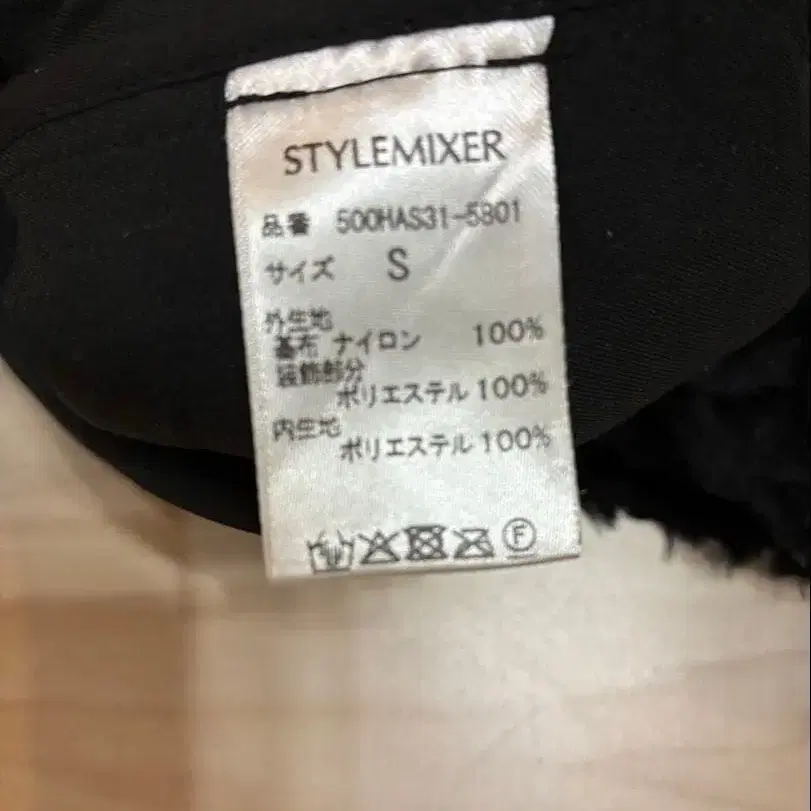 STYLEMIXER
品番 500HAS31-5801
サイズ S
外生地
基布 ナイロン 100%
装飾部分
ポリエステル 100%
内生地
ポリエステル 100%
F